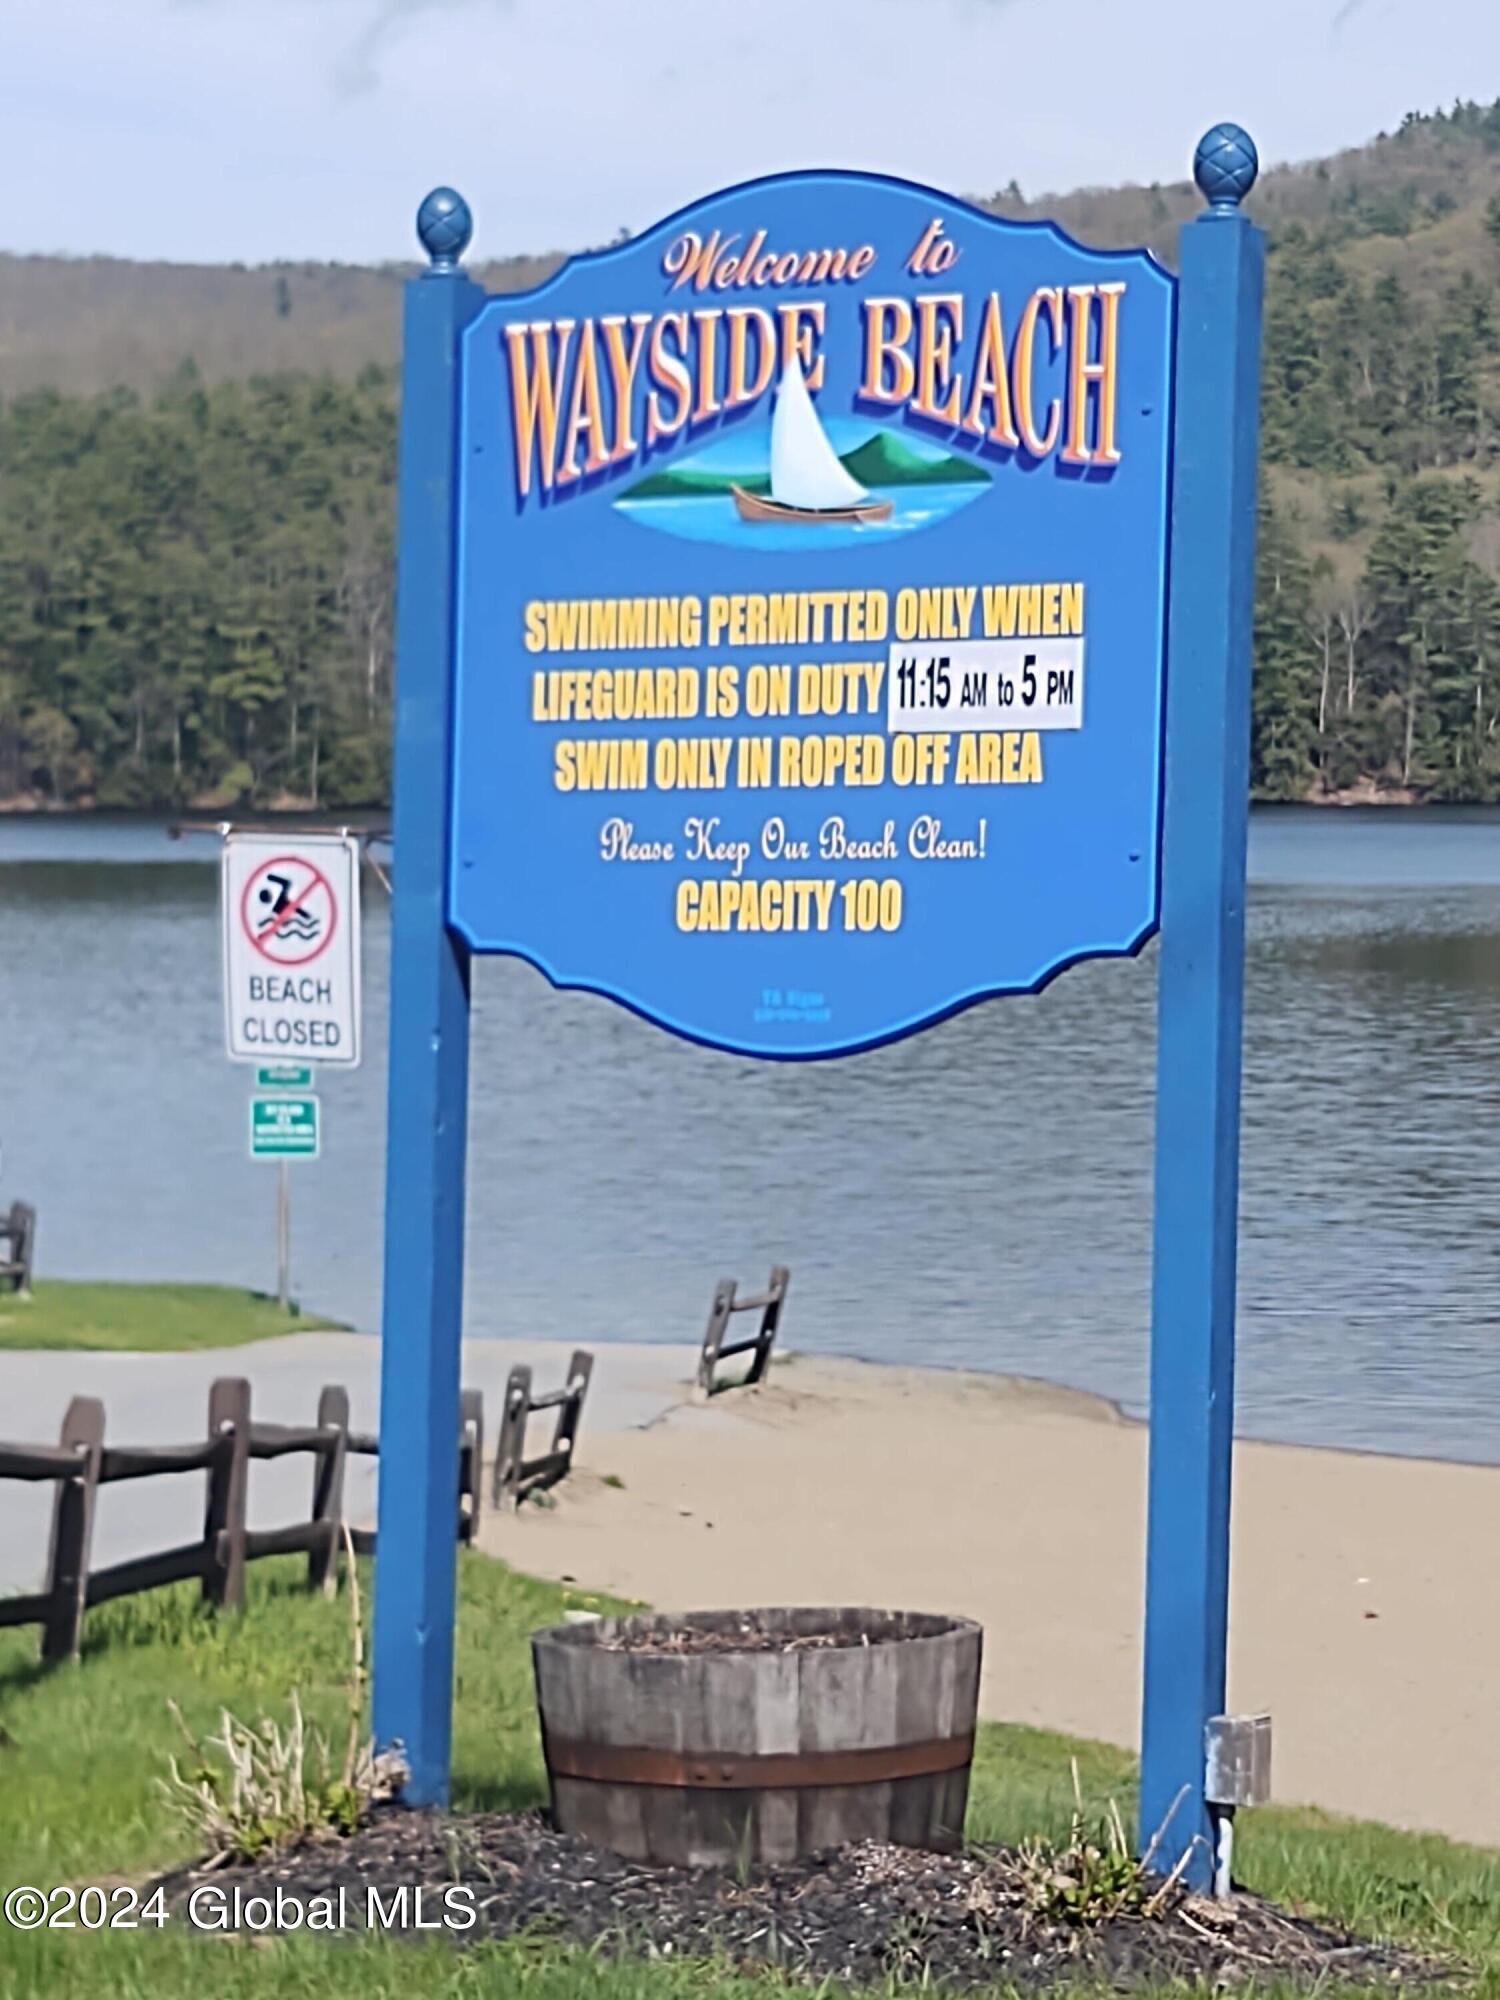 Welcome to
WAYSIDE BEACH
SWIMMING PERMITTED ONLY WHEN
LIFEGUARD IS ON DUTY 11:15 AM to 5 PM
SWIM ONLY IN ROPED OFF AREA
Please Keep Our Beach Clean!
CAPACITY 100
BEACH
CLOSED
©2024 Global MLS